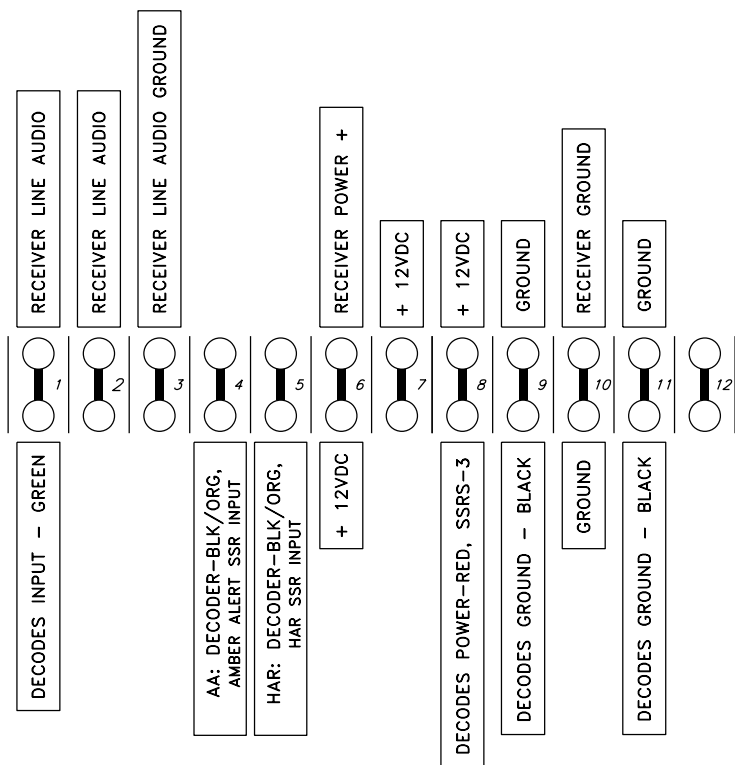 RECEIVER LINE AUDIO
RECEIVER LINE AUDIO
RECEIVER LINE AUDIO GROUND
RECEIVER POWER +
+ 12VDC
+ 12VDC
GROUND
RECEIVER GROUND
GROUND
1
2
3
4
5
6
7
8
9
10
11
12
DECODES INPUT - GREEN
AA: DECODER-BLK/ORG,
AMBER ALERT SSR INPUT
HAR: DECODER-BLK/ORG,
HAR SSR INPUT
+ 12VDC
DECODES POWER-RED, SSRS-3
DECODES GROUND - BLACK
GROUND
DECODES GROUND - BLACK